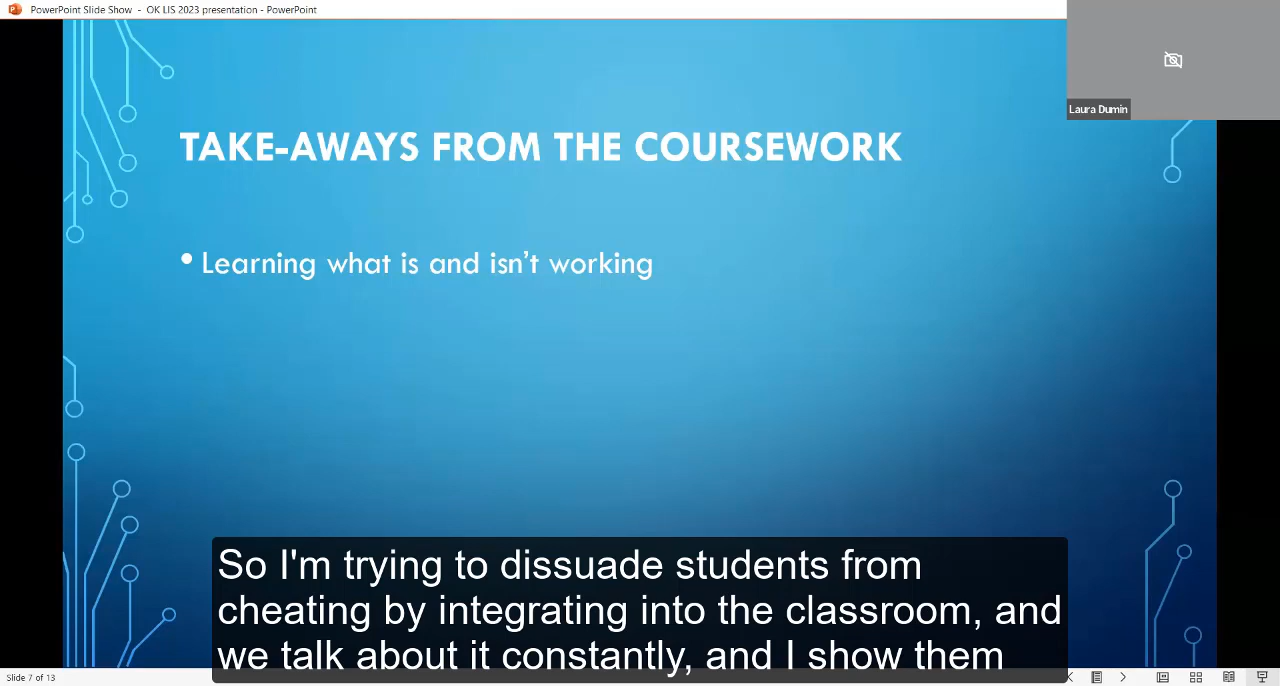 PowerPoint Slide Show - OK LIS 2023 presentation - PowerPoint
Laura Dumin
TAKE-AWAYS FROM THE COURSEWORK
• Learning what is and isn't working
So I'm trying to dissuade students from
cheating by integrating into the classroom, and
we talk about it constantly, and I show them
Slide 7 of 13